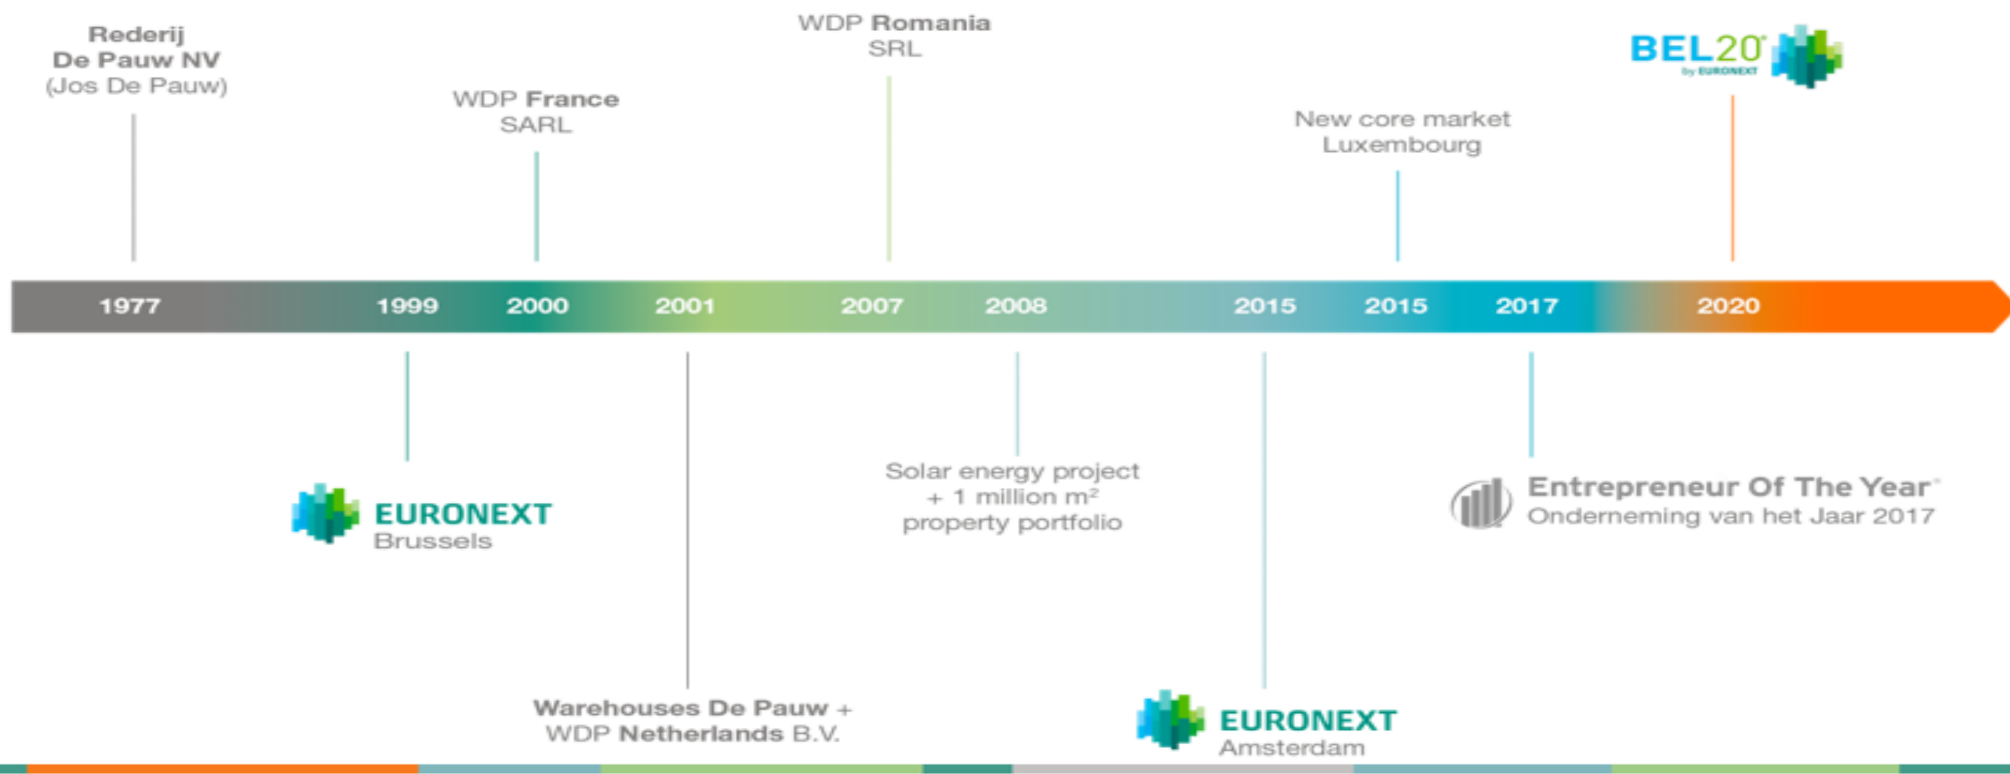 Rederij
De Pauw NV
(Jos De Pauw)
WDP France
SARL
WDP Romania
SRL
New core market
Luxembourg
BEL20®
by EURONEXT
1977 1999 2000 2001 2007 2008 2015 2015 2017 2020
EURONEXT
Brussels
Warehouses De Pauw +
WDP Netherlands B.V.
Solar energy project
+ 1 million m²
property portfolio
EURONEXT
Amsterdam
Entrepreneur Of The Year®
Onderneming van het Jaar 2017